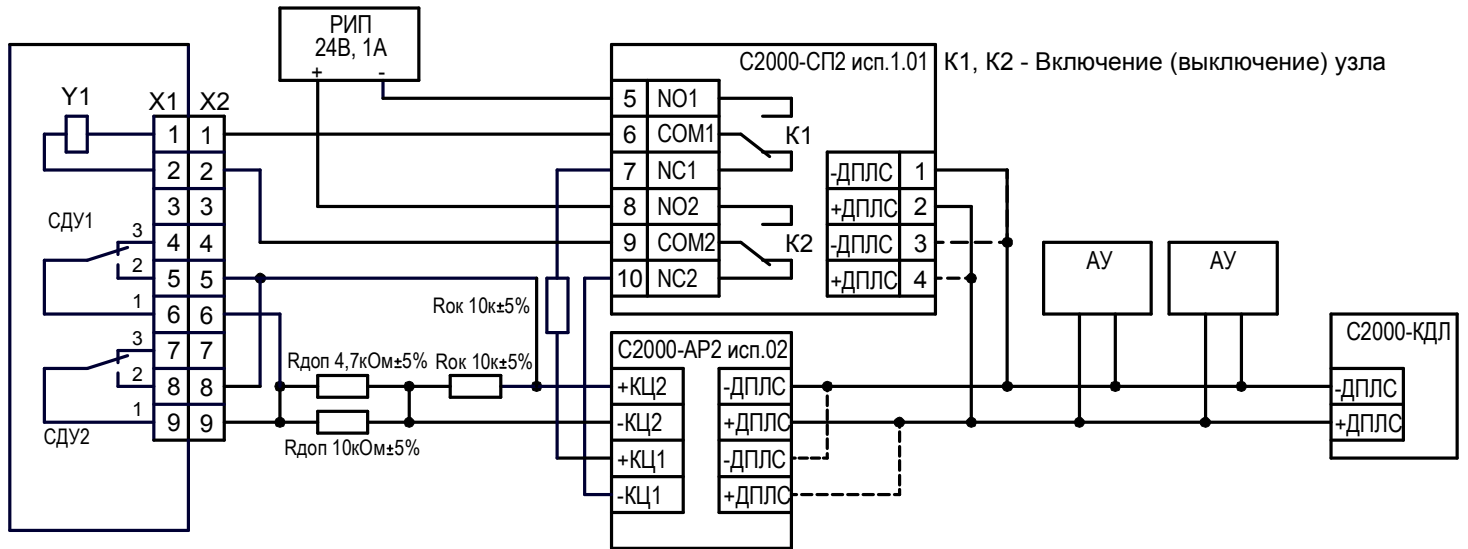 РИП
24В, 1А
+ -
С2000-СП2 исп.1.01
К1, К2 - Включение (выключение) узла
Y1
X1 X2
1 1
2 2
3 3
4 4
5 5
6 6
7 7
8 8
9 9
СДУ1
3
2
1
СДУ2
3
2
1
5 NO1
6 COM1
7 NC1
8 NO2
9 COM2
10 NC2
К1
К2
-ДПЛС 1
+ДПЛС 2
-ДПЛС 3
+ДПЛС 4
Rок 10к±5%
Rдоп 4,7кОм±5%
Rок 10к±5%
Rдоп 10кОм±5%
С2000-АР2 исп.02
+КЦ2 -ДПЛС
-КЦ2 +ДПЛС
+КЦ1 -ДПЛС
-КЦ1 +ДПЛС
АУ
АУ
С2000-КДЛ
-ДПЛС
+ДПЛС